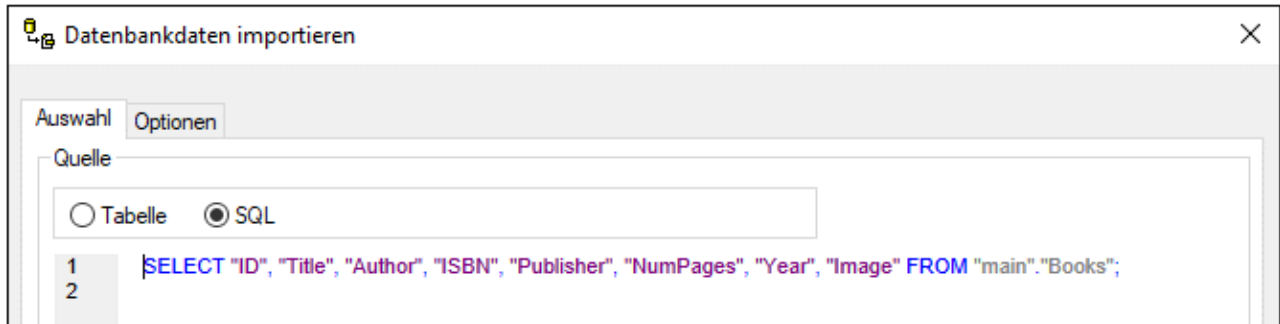 Datenbankdaten importieren
Auswahl Optionen
Quelle
Tabelle SQL
1 SELECT "ID", "Title", "Author", "ISBN", "Publisher", "NumPages", "Year", "Image" FROM "main"."Books";
2